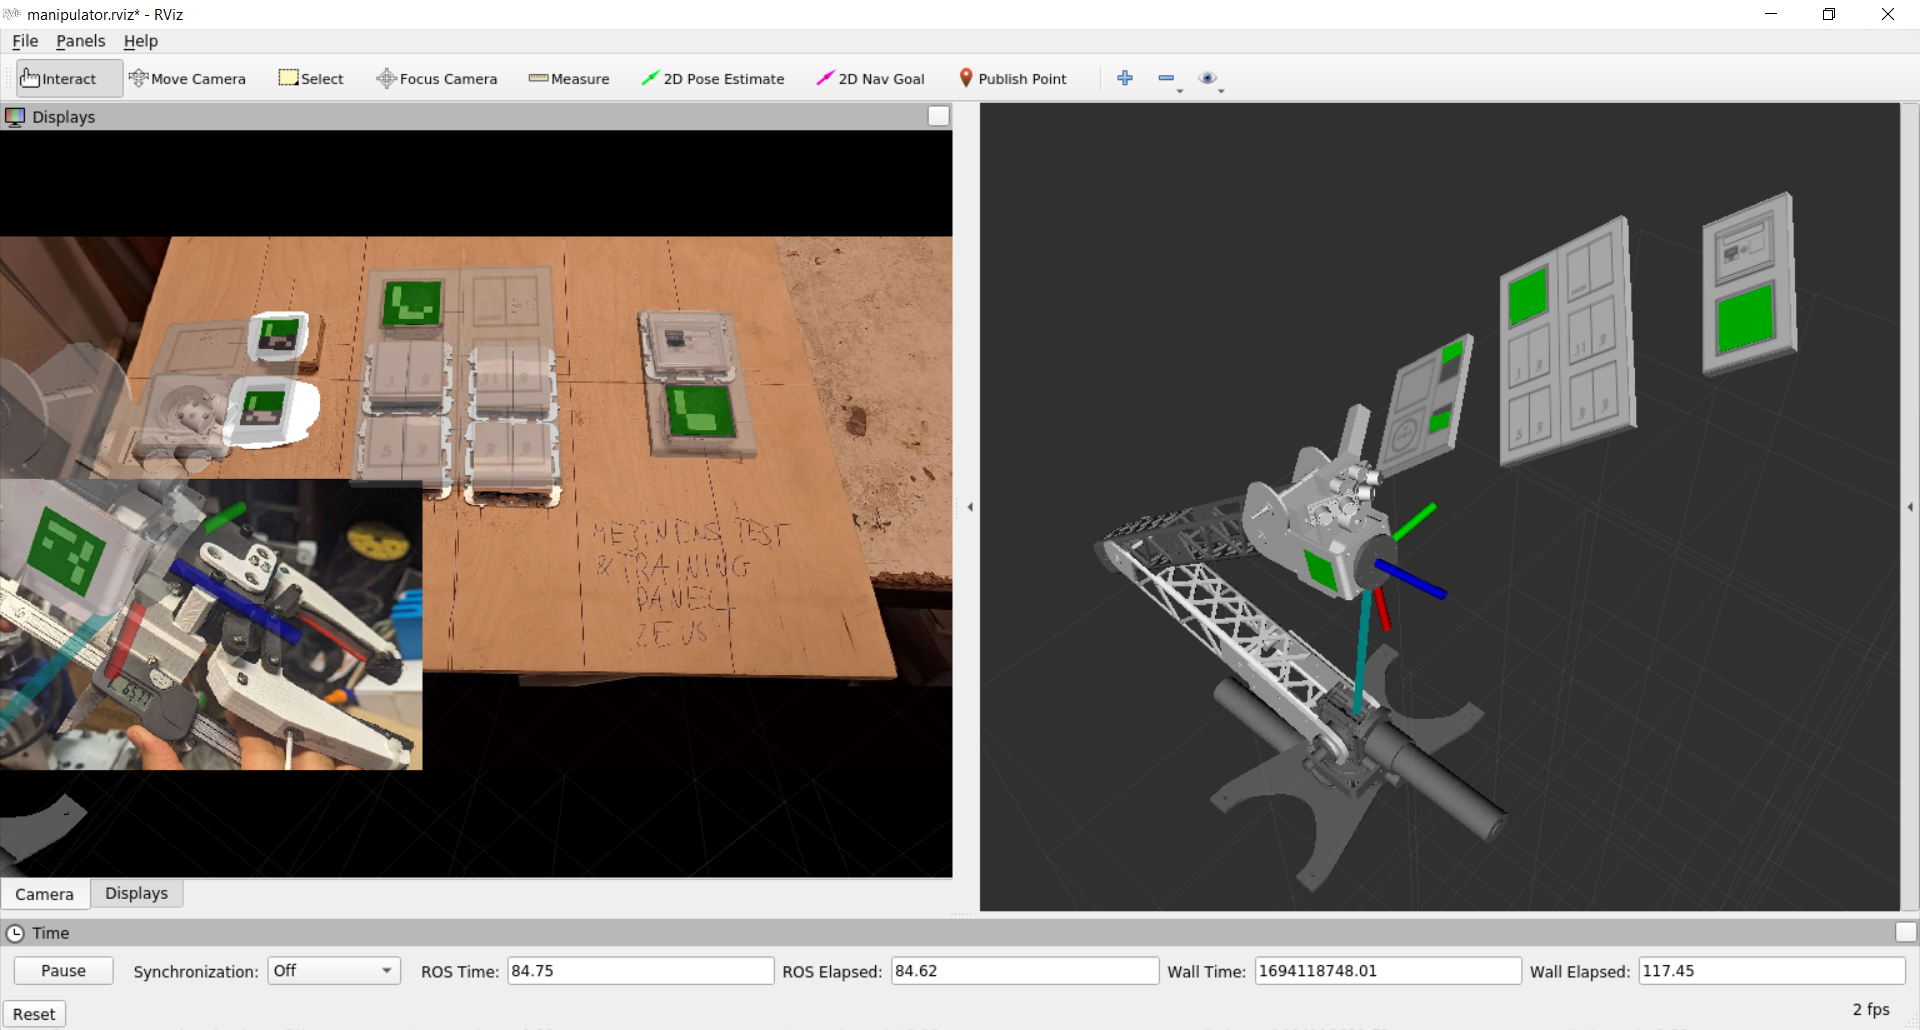 manipulator.rviz* - RViz
File Panels Help
Interact Move Camera Select Focus Camera Measure 2D Pose Estimate 2D Nav Goal Publish Point
Displays
TEST
& TRAINING
PANEL
ZEUS
Camera Displays
Time
Pause Synchronization: Off ROS Time: 84.75 ROS Elapsed: 84.62 Wall Time: 1694118748.01 Wall Elapsed: 117.45
Reset 2 fps